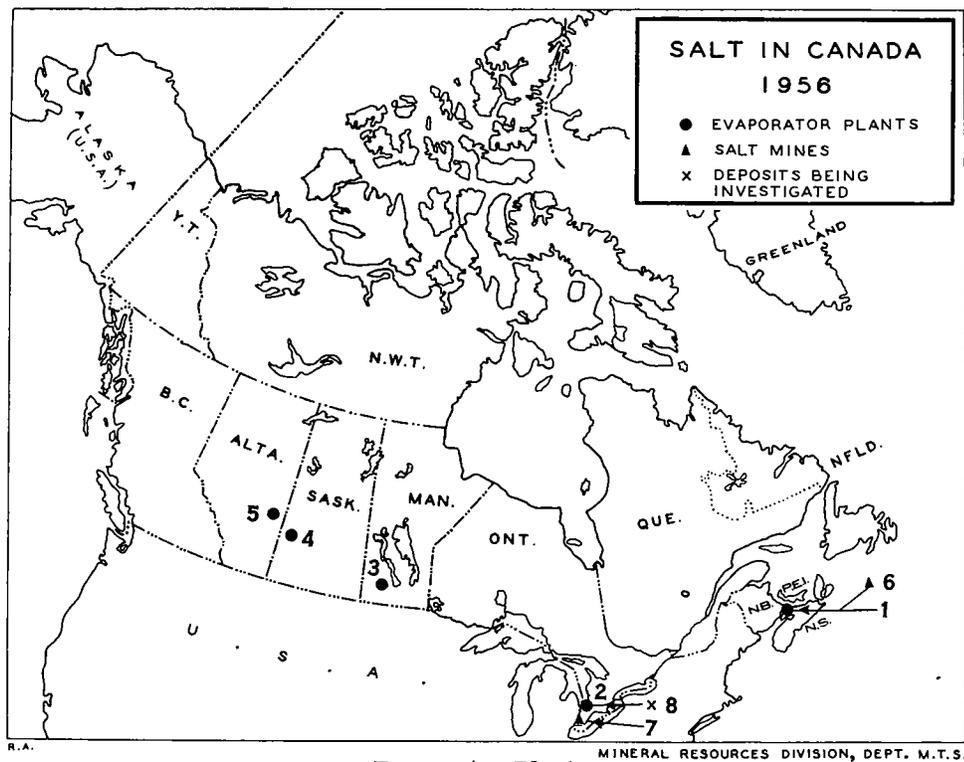 SALT IN CANADA
1956
EVAPORATOR PLANTS
SALT MINES
x DEPOSITS BEING
INVESTIGATED
ALASKA
(U.S.A.)
Y.T.
GREENLAND
N.W.T.
B.C.
ALTA.
SASK.
MAN.
NFLD.
QUE.
ONT.
5
4
3
6
P.E.I.
N.B.
1
N.S.
U. S. A.
2
x 8
7
R.A.
MINERAL RESOURCES DIVISION, DEPT. M.T.S.